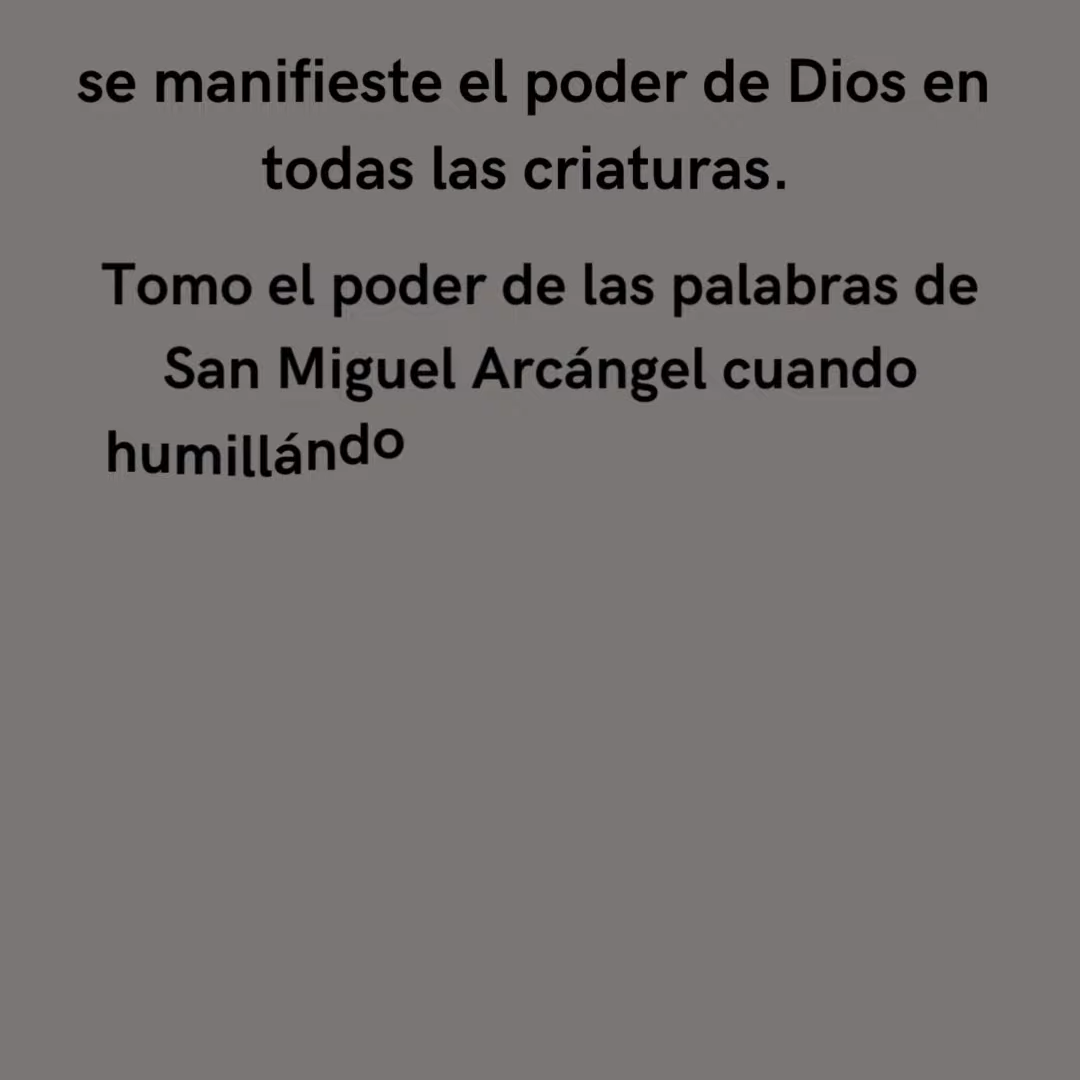 se manifieste el poder de Dios en
todas las criaturas.
Tomo el poder de las palabras de
San Miguel Arcángel cuando
humillándo